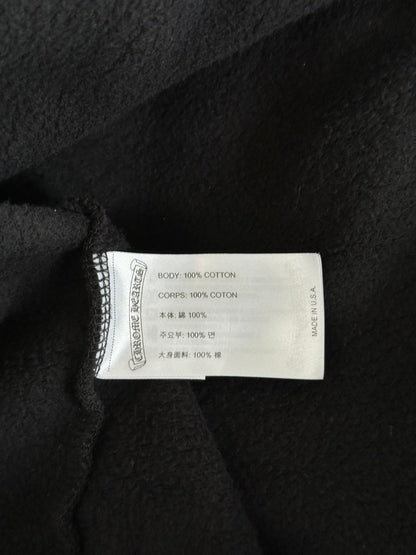 CHROME HEARTS
BODY: 100% COTTON
CORPS: 100% COTON
本体: 綿 100%
주요부: 100% 면
大身面料: 100% 棉
MADE IN U.S.A.